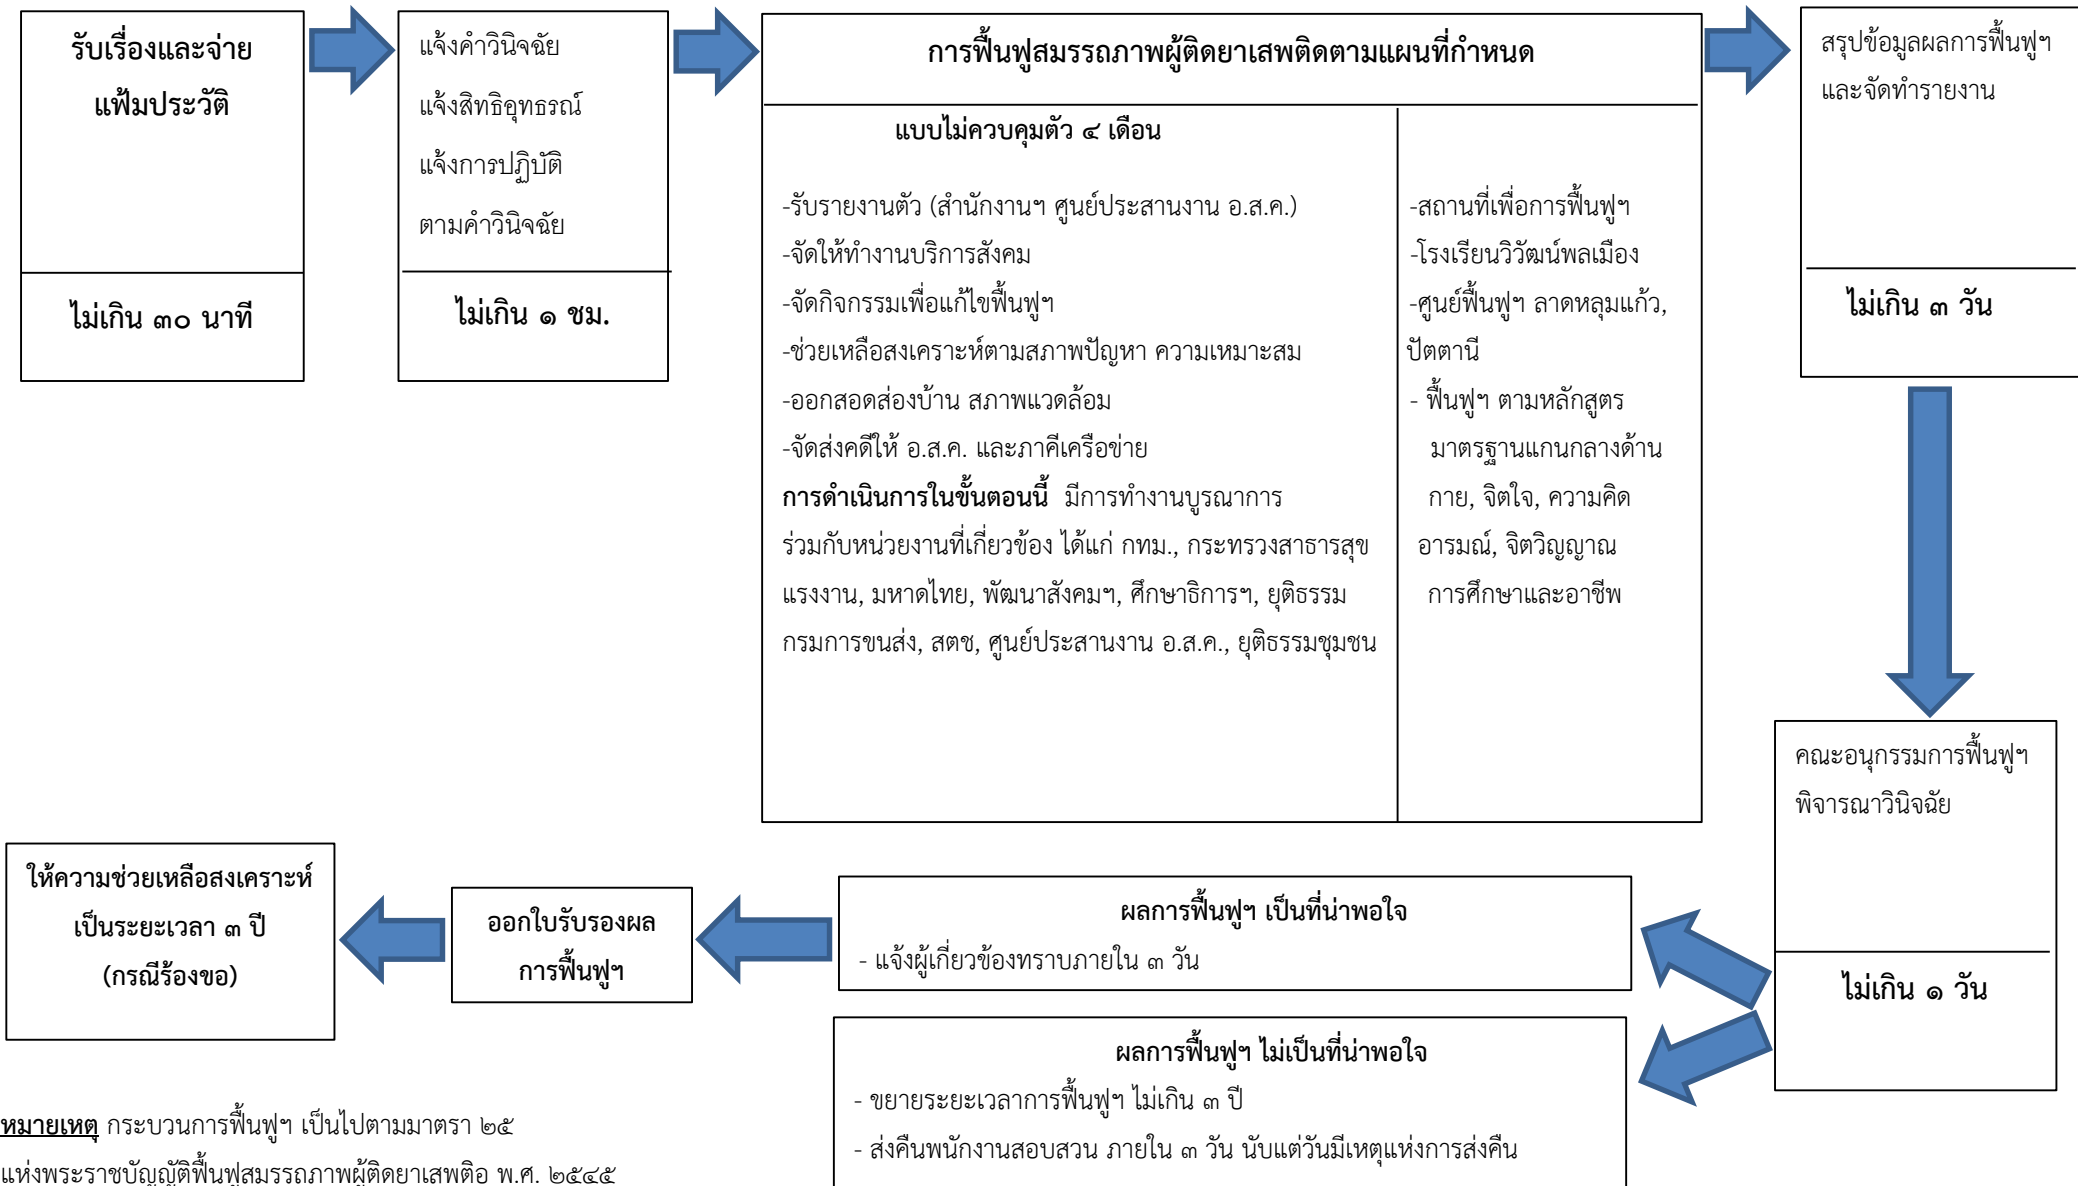 รับเรื่องและจ่าย
แฟ้มประวัติ
ไม่เกิน ๓๐ นาที
แจ้งคำวินิจฉัย
แจ้งสิทธิอุทธรณ์
แจ้งการปฏิบัติ
ตามคำวินิจฉัย
ไม่เกิน ๑ ชม.
การฟื้นฟูสมรรถภาพผู้ติดยาเสพติดตามแผนที่กำหนด
แบบไม่ควบคุมตัว ๔ เดือน
-รับรายงานตัว (สำนักงานฯ ศูนย์ประสานงาน อ.ส.ค.)
-จัดให้ทำงานบริการสังคม
-จัดกิจกรรมเพื่อแก้ไขฟื้นฟูฯ
-ช่วยเหลือสงเคราะห์ตามสภาพปัญหา ความเหมาะสม
-ออกสอดส่องบ้าน สภาพแวดล้อม
-จัดส่งคดีให้ อ.ส.ค. และภาคีเครือข่าย
การดำเนินการในขั้นตอนนี้ มีการทำงานบูรณาการ
ร่วมกับหน่วยงานที่เกี่ยวข้อง ได้แก่ กทม., กระทรวงสาธารสุข
แรงงาน, มหาดไทย, พัฒนาสังคมฯ, ศึกษาธิการฯ, ยุติธรรม
กรมการขนส่ง, สตช, ศูนย์ประสานงาน อ.ส.ค., ยุติธรรมชุมชน
-สถานที่เพื่อการฟื้นฟูฯ
-โรงเรียนวิวัฒน์พลเมือง
-ศูนย์ฟื้นฟูฯ ลาดหลุมแก้ว,
ปัตตานี
- ฟื้นฟูฯ ตามหลักสูตร
มาตรฐานแกนกลางด้าน
กาย, จิตใจ, ความคิด
อารมณ์, จิตวิญญาณ
การศึกษาและอาชีพ
สรุปข้อมูลผลการฟื้นฟูฯ
และจัดทำรายงาน
ไม่เกิน ๓ วัน
คณะอนุกรรมการฟื้นฟูฯ
พิจารณาวินิจฉัย
ไม่เกิน ๑ วัน
ผลการฟื้นฟูฯ เป็นที่น่าพอใจ
- แจ้งผู้เกี่ยวข้องทราบภายใน ๓ วัน
ออกใบรับรองผล
การฟื้นฟูฯ
ให้ความช่วยเหลือสงเคราะห์
เป็นระยะเวลา ๓ ปี
(กรณีร้องขอ)
ผลการฟื้นฟูฯ ไม่เป็นที่น่าพอใจ
- ขยายระยะเวลาการฟื้นฟูฯ ไม่เกิน ๓ ปี
- ส่งคืนพนักงานสอบสวน ภายใน ๓ วัน นับแต่วันมีเหตุแห่งการส่งคืน
หมายเหตุ กระบวนการฟื้นฟูฯ เป็นไปตามมาตรา ๒๕
แห่งพระราชบัญญัติฟื้นฟูสมรรถภาพผู้ติดยาเสพติอ พ.ศ. ๒๕๔๕